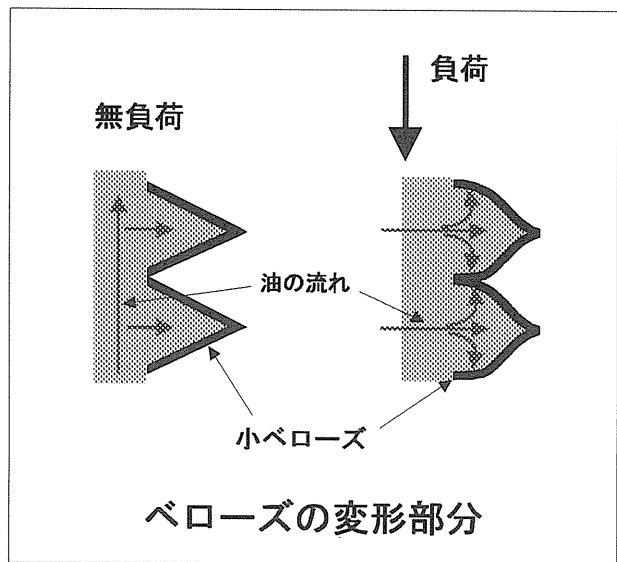 負荷
無負荷
油の流れ
小ベローズ
ベローズの変形部分